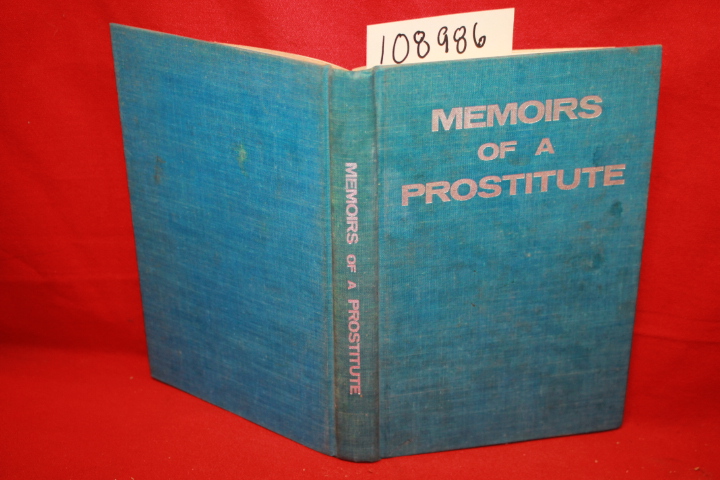 108986
MEMOIRS
OF A
PROSTITUTE
MEMOIRS OF A PROSTITUTE